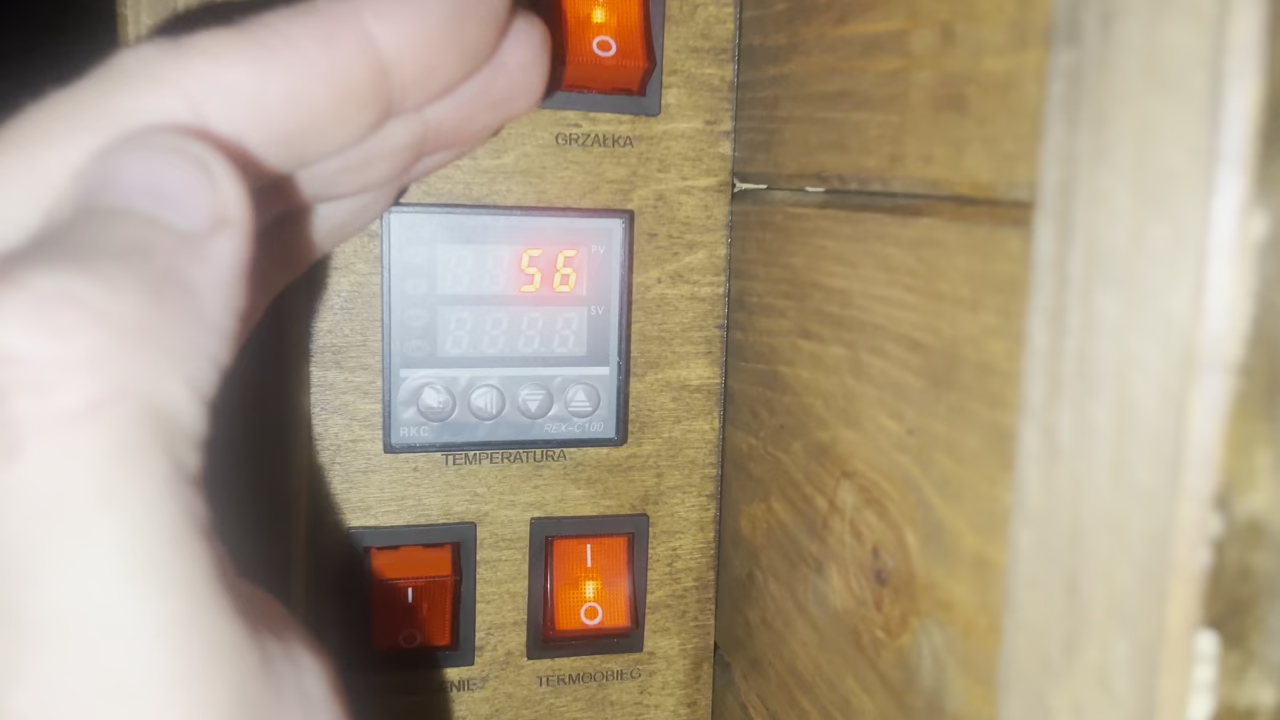 O
GRZAŁKA
PV
56
SV
RKC
REX-C100
TEMPERATURA
I
O
I
O
TERMOOBIEG